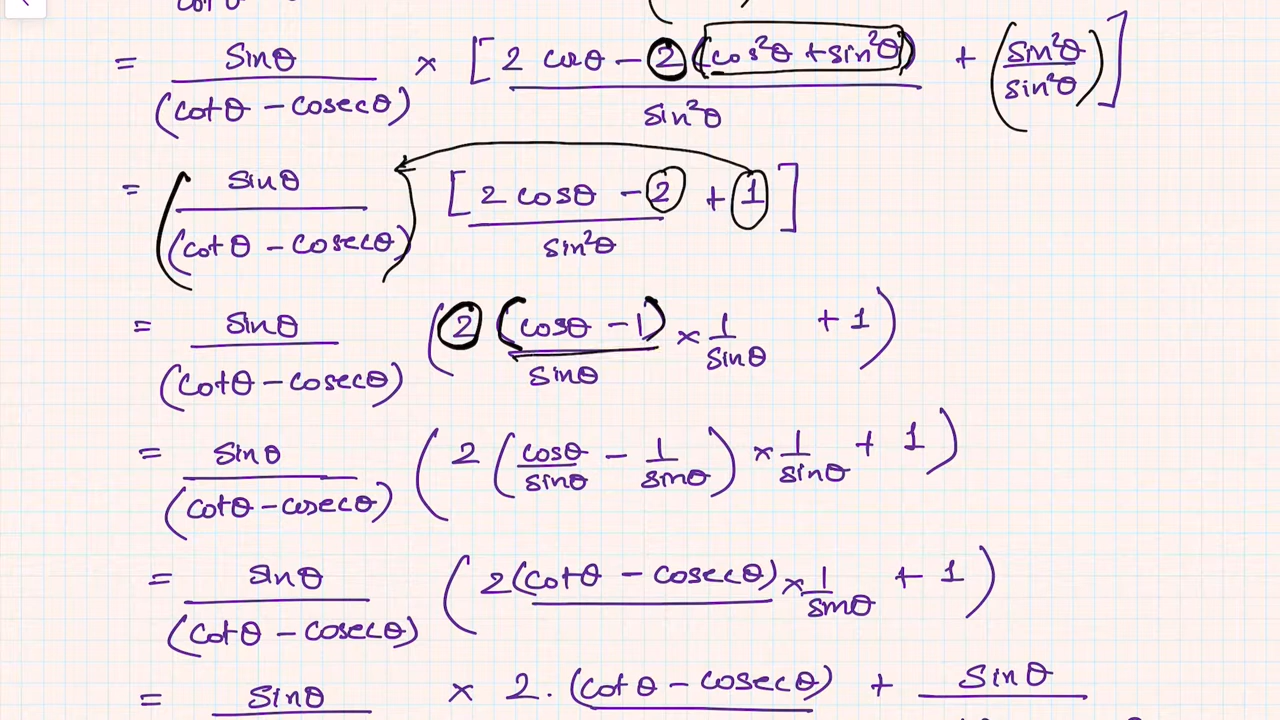 = sinθ/(cotθ - cosecθ) × [2 cosθ - 2(cos²θ + sin²θ)/sin²θ + (sin²θ/sin²θ)]
= (sinθ/(cotθ - cosecθ)) [2 cosθ - 2/sin²θ + 1]
= sinθ/(cotθ - cosecθ) (2 (cosθ - 1)/sinθ × 1/sinθ + 1)
= sinθ/(cotθ - cosecθ) (2 (cosθ/sinθ - 1/sinθ) × 1/sinθ + 1)
= sinθ/(cotθ - cosecθ) (2(cotθ - cosecθ) × 1/sinθ + 1)
= sinθ × 2. (cotθ - cosecθ) + sinθ